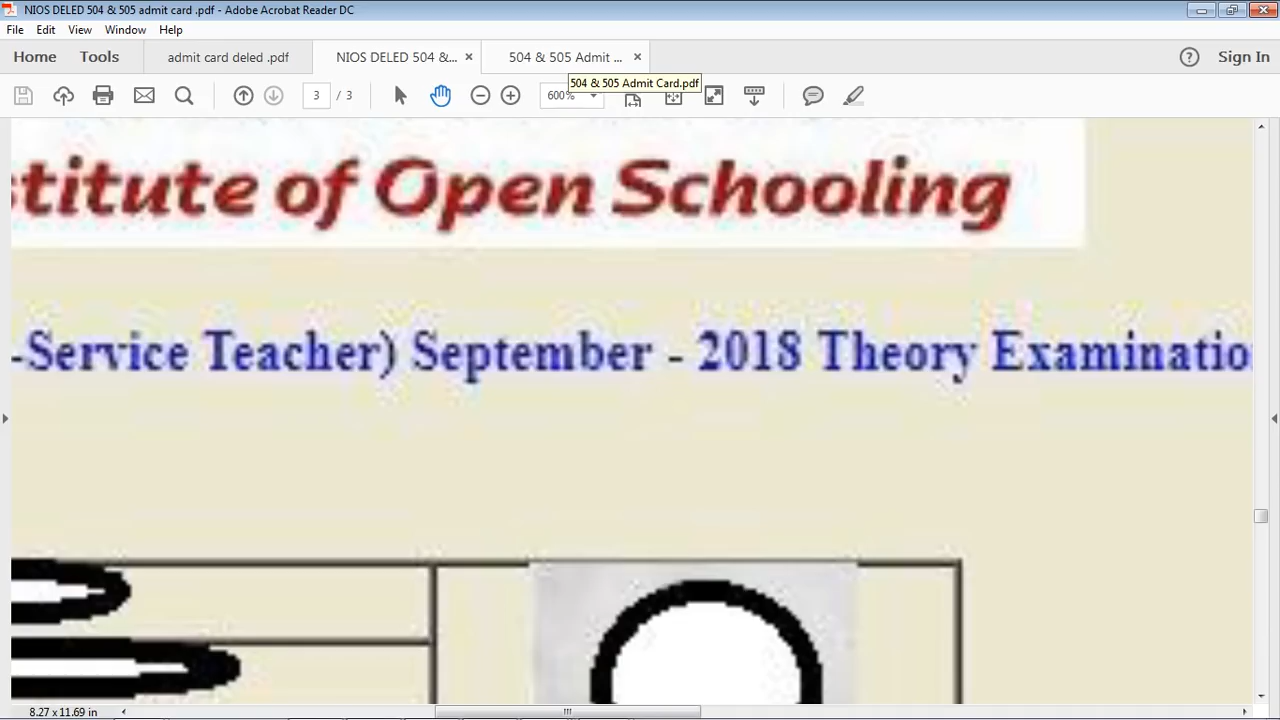 NIOS DELED 504 & 505 admit card .pdf - Adobe Acrobat Reader DC
File Edit View Window Help
Home Tools admit card deled .pdf NIOS DELED 504 &... × 504 & 505 Admit ... × Sign In
504 & 505 Admit Card.pdf
3 / 3 600%
stitute of Open Schooling
-Service Teacher) September - 2018 Theory Examinatio
8.27 x 11.69 in